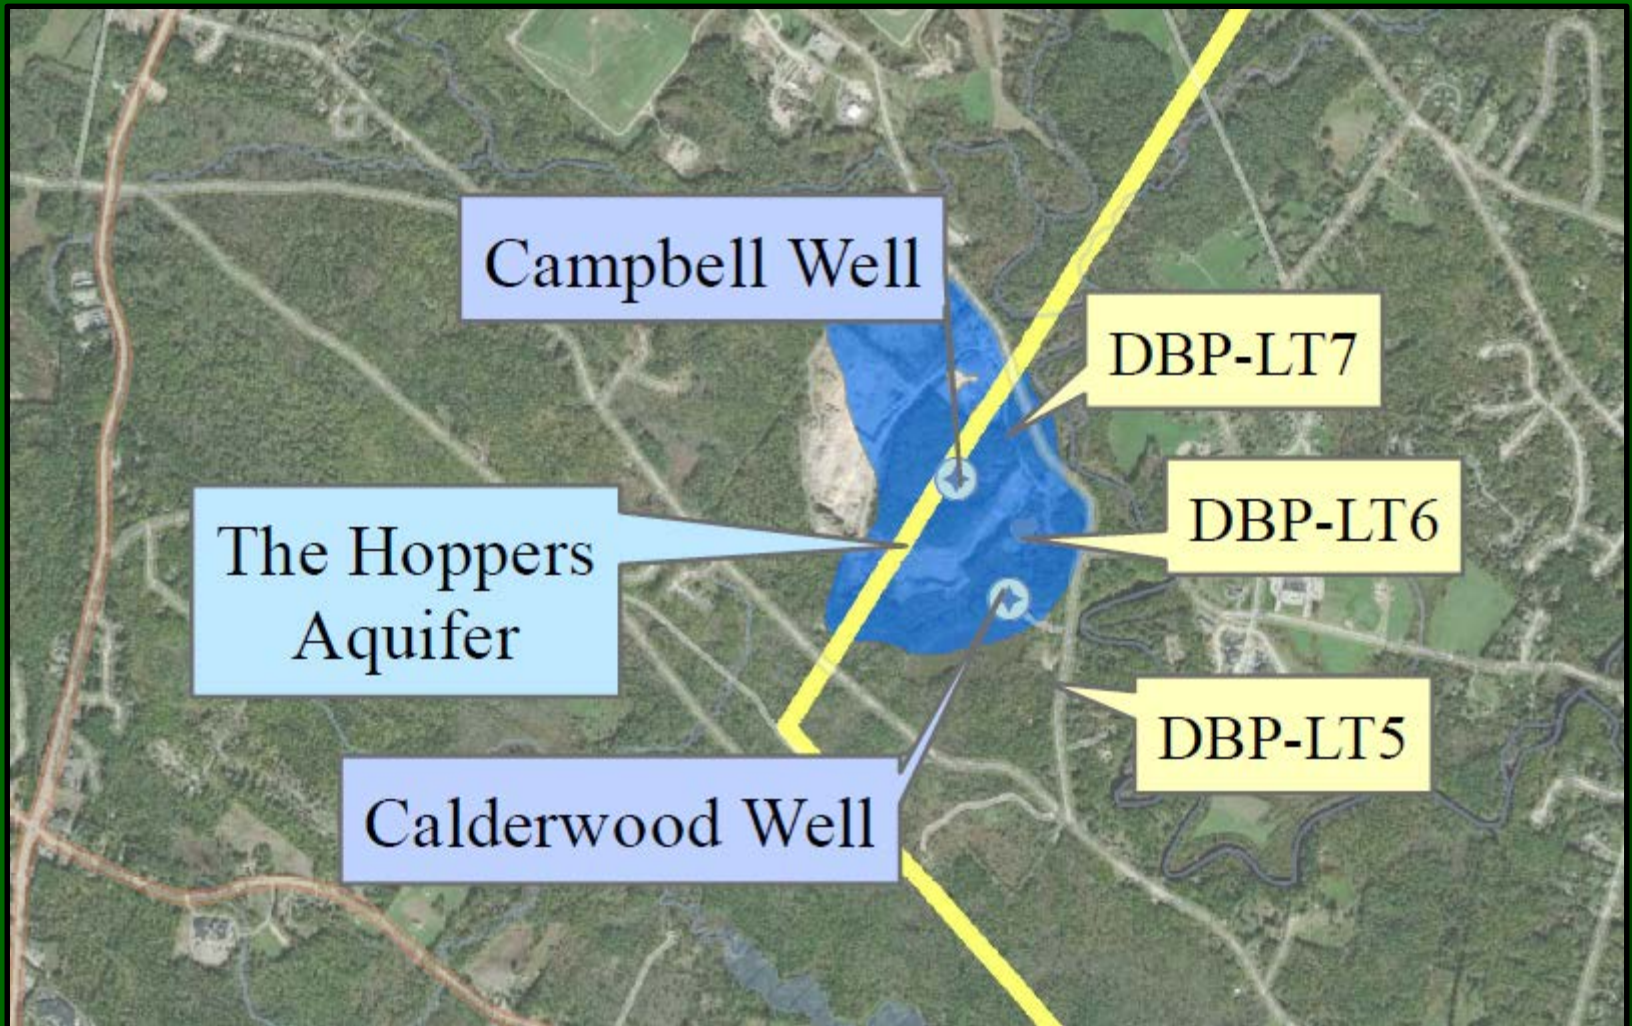 Campbell Well
DBP-LT7
The Hoppers
Aquifer
DBP-LT6
DBP-LT5
Calderwood Well